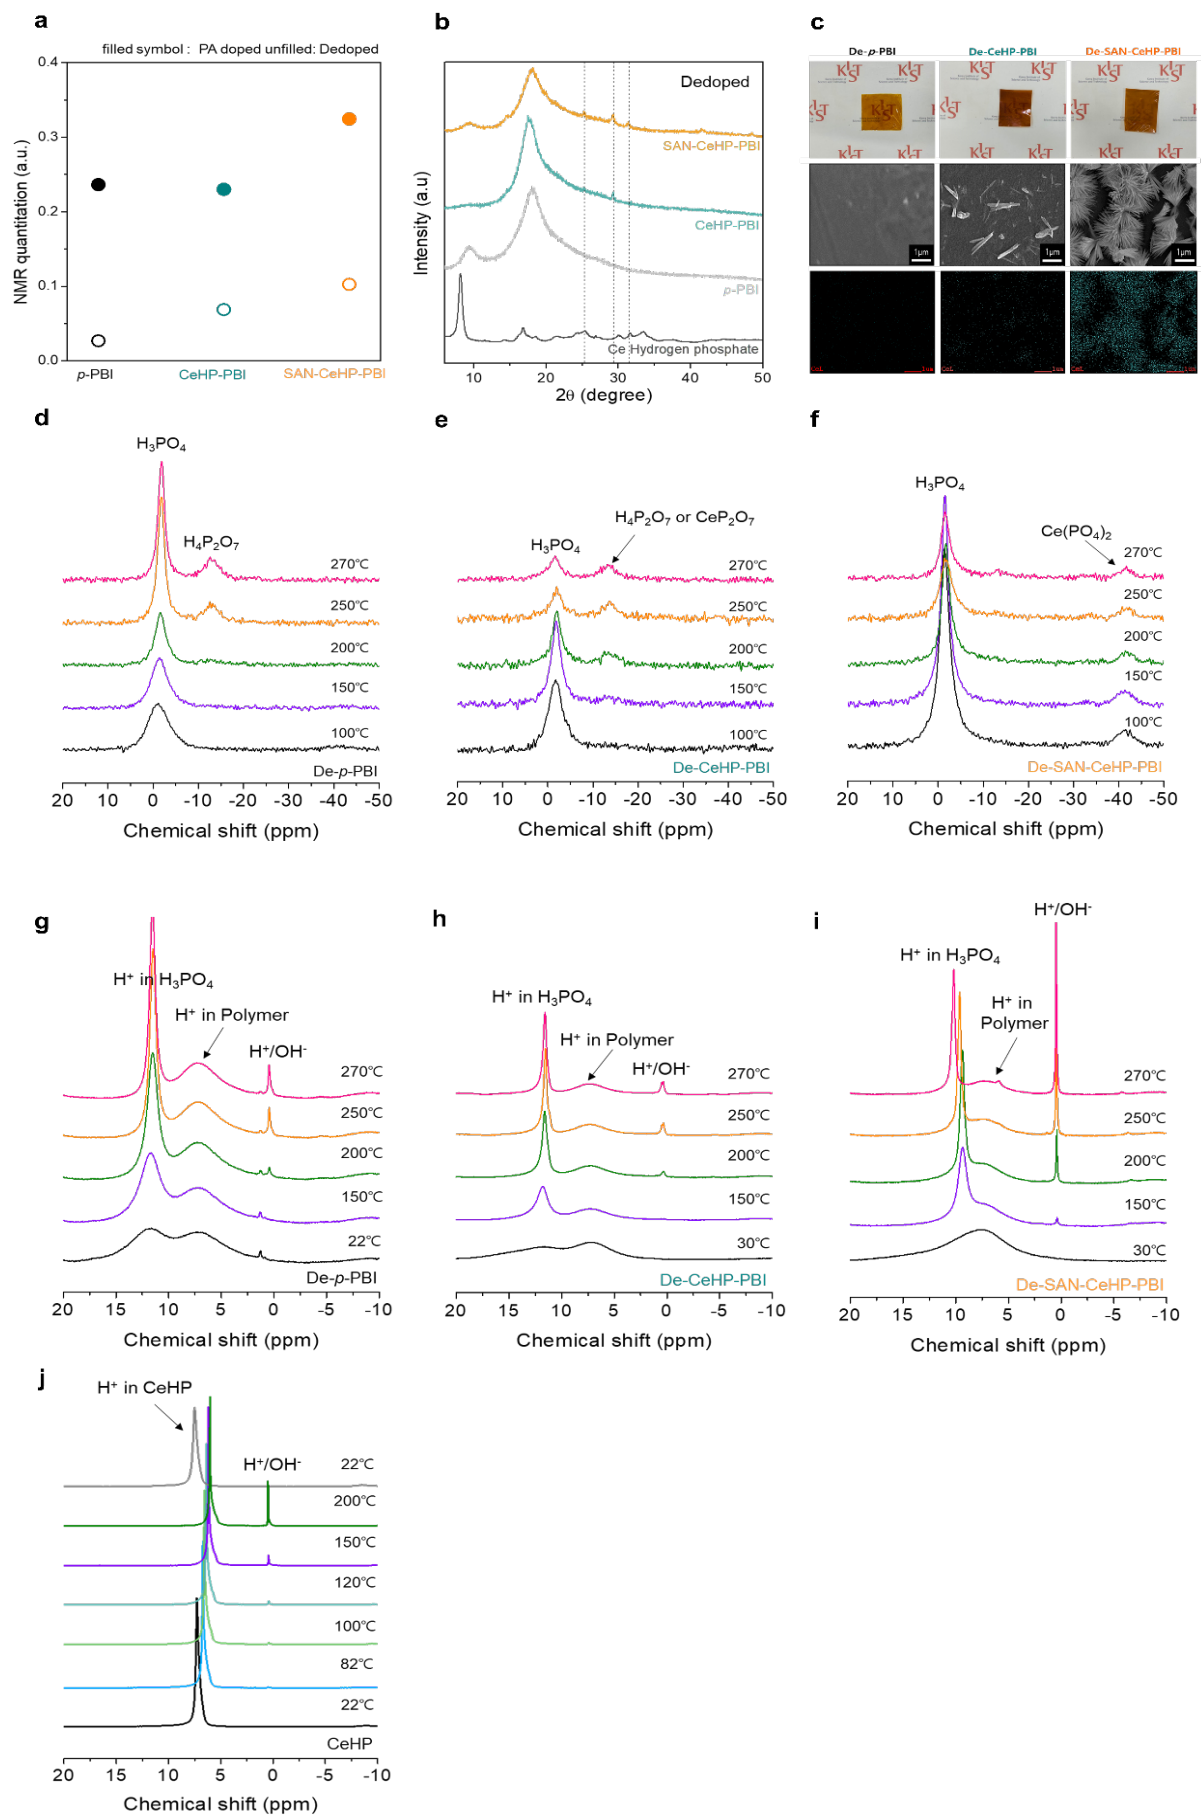 a
filled symbol : PA doped unfilled: Dedoped
0.4
0.3
0.2
0.1
0.0
NMR quantitation (a.u.)
p-PBI
CeHP-PBI
SAN-CeHP-PBI
b
Dedoped
SAN-CeHP-PBI
CeHP-PBI
p-PBI
Ce Hydrogen phosphate
Intensity (a.u)
10 20 30 40 50
2θ (degree)
c
De-p-PBI De-CeHP-PBI De-SAN-CeHP-PBI
KIST
KIST
KIST
1μm
1μm
1μm
CeL 1um
CeL 1um
CeL 1um
d
H3PO4
H4P2O7
270℃
250℃
200℃
150℃
100℃
De-p-PBI
20 10 0 -10 -20 -30 -40 -50
Chemical shift (ppm)
e
H4P2O7 or CeP2O7
H3PO4
270℃
250℃
200℃
150℃
100℃
De-CeHP-PBI
20 10 0 -10 -20 -30 -40 -50
Chemical shift (ppm)
f
H3PO4
Ce(PO4)2
270℃
250℃
200℃
150℃
100℃
De-SAN-CeHP-PBI
20 10 0 -10 -20 -30 -40 -50
Chemical shift (ppm)
g
H+ in H3PO4
H+ in Polymer
H+/OH-
270℃
250℃
200℃
150℃
22℃
De-p-PBI
20 15 10 5 0 -5 -10
Chemical shift (ppm)
h
H+ in H3PO4
H+ in Polymer
H+/OH-
270℃
250℃
200℃
150℃
30℃
De-CeHP-PBI
20 15 10 5 0 -5 -10
Chemical shift (ppm)
i
H+/OH-
H+ in H3PO4
H+ in
Polymer
270℃
250℃
200℃
150℃
30℃
De-SAN-CeHP-PBI
20 15 10 5 0 -5 -10
Chemical shift (ppm)
j
H+ in CeHP
H+/OH-
22℃
200℃
150℃
120℃
100℃
82℃
22℃
CeHP
20 15 10 5 0 -5 -10
Chemical shift (ppm)